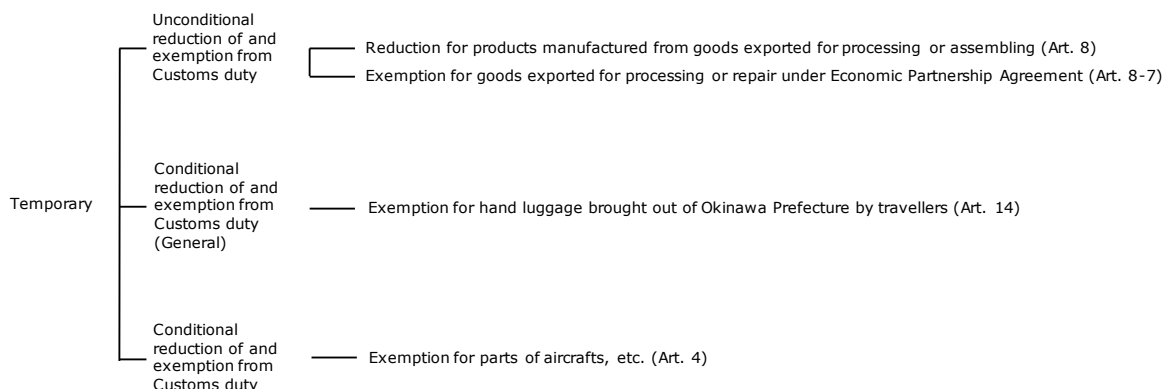 Unconditional
reduction of and
exemption from
Customs duty
Reduction for products manufactured from goods exported for processing or assembling (Art. 8)
Exemption for goods exported for processing or repair under Economic Partnership Agreement (Art. 8-7)
Temporary
Conditional
reduction of and
exemption from
Customs duty
(General)
Exemption for hand luggage brought out of Okinawa Prefecture by travellers (Art. 14)
Conditional
reduction of and
exemption from
Customs duty
Exemption for parts of aircrafts, etc. (Art. 4)